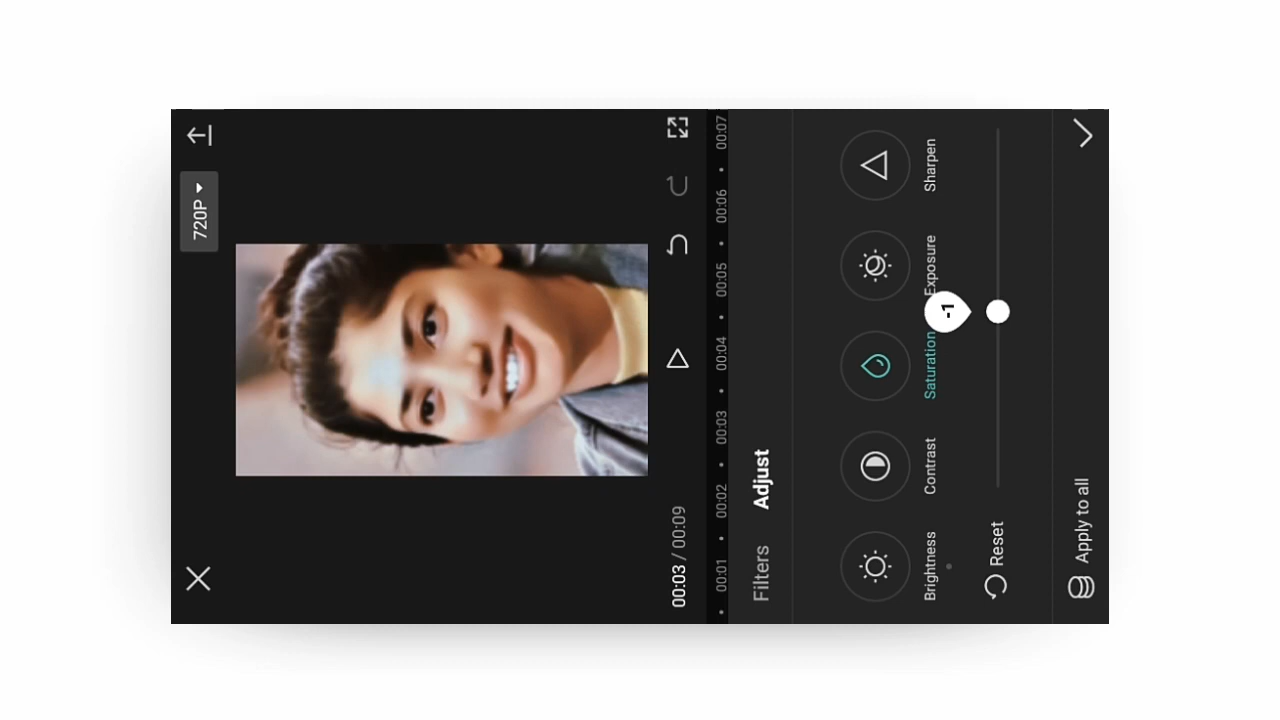 720P
00:03 / 00:09
00:01 00:02 00:03 00:04 00:05 00:06 00:07
Filters Adjust
Brightness Contrast Saturation Exposure Sharpen
-1
Reset
Apply to all